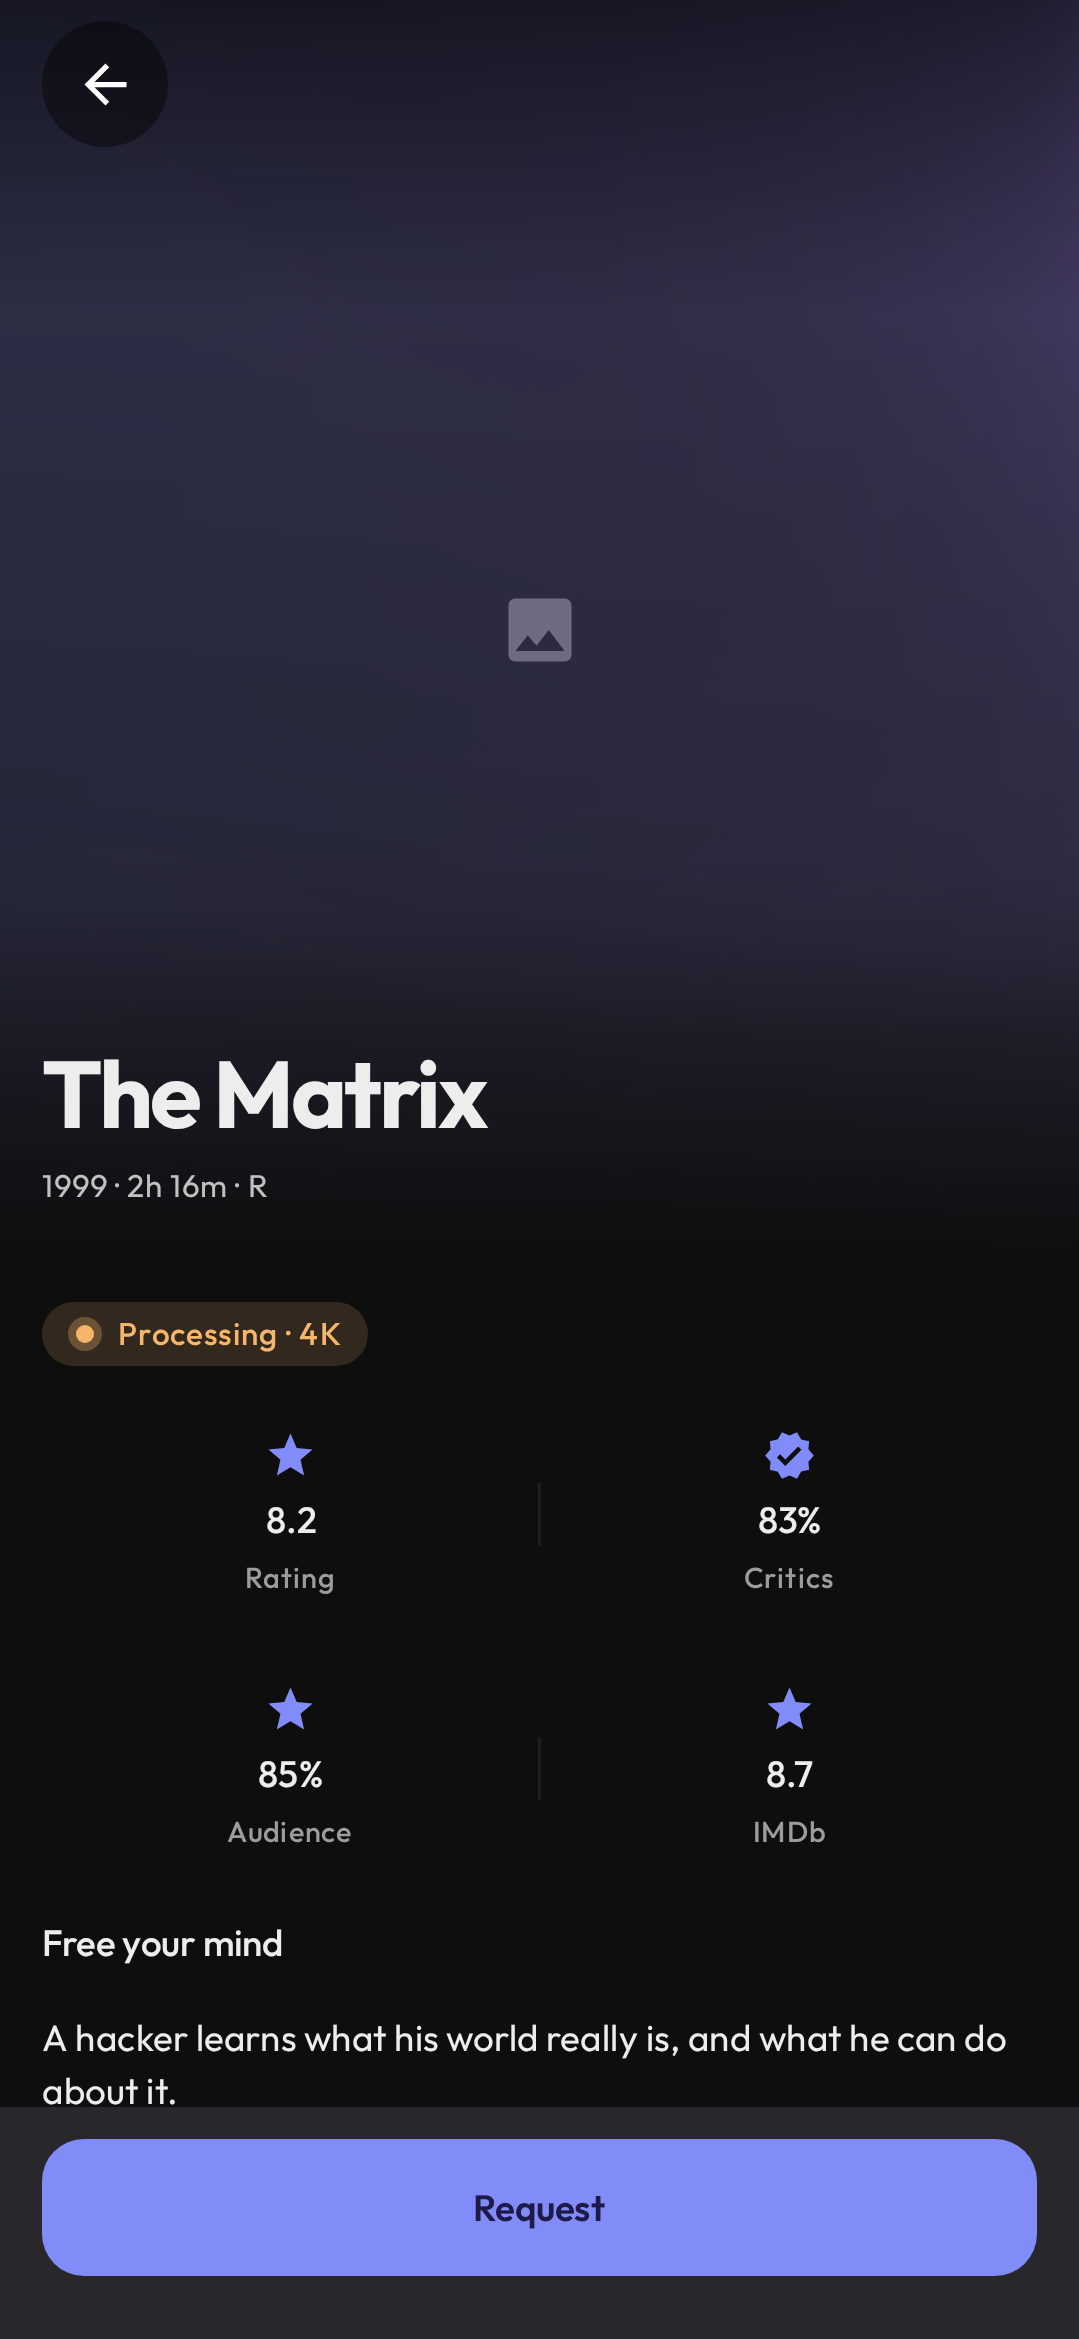 The Matrix
1999 · 2h 16m · R
Processing · 4K
8.2
Rating
83%
Critics
85%
Audience
8.7
IMDb
Free your mind
A hacker learns what his world really is, and what he can do
about it.
Request